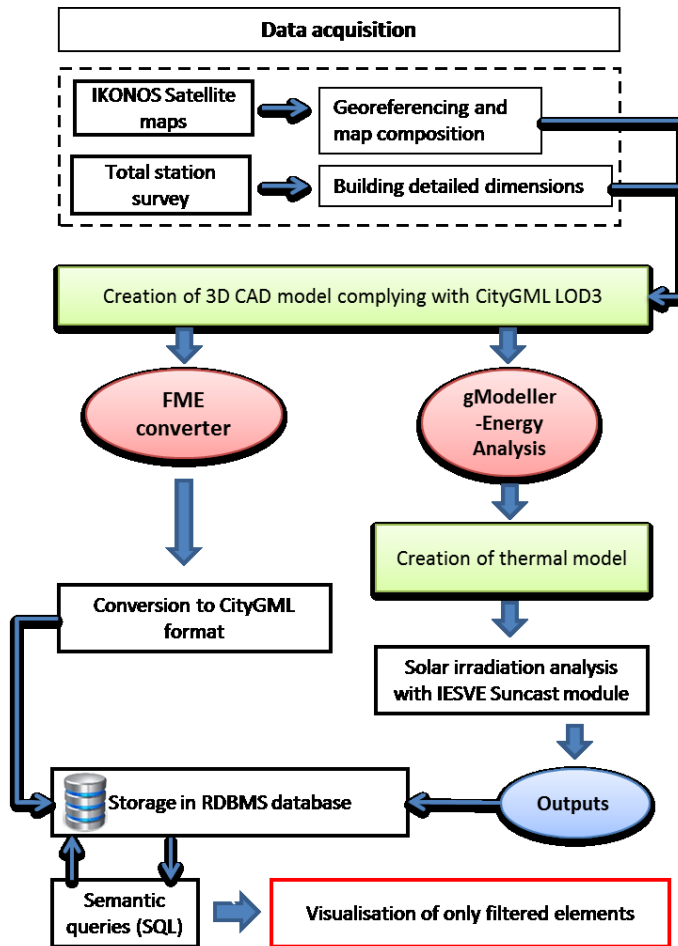 Data acquisition
IKONOS Satellite
maps
Georeferencing and
map composition
Total station
survey
Building detailed dimensions
Creation of 3D CAD model complying with CityGML LOD3
FME
converter
gModeller
-Energy
Analysis
Creation of thermal model
Conversion to CityGML
format
Solar irradiation analysis
with IESVE Suncast module
Storage in RDBMS database
Outputs
Semantic
queries (SQL)
Visualisation of only filtered elements